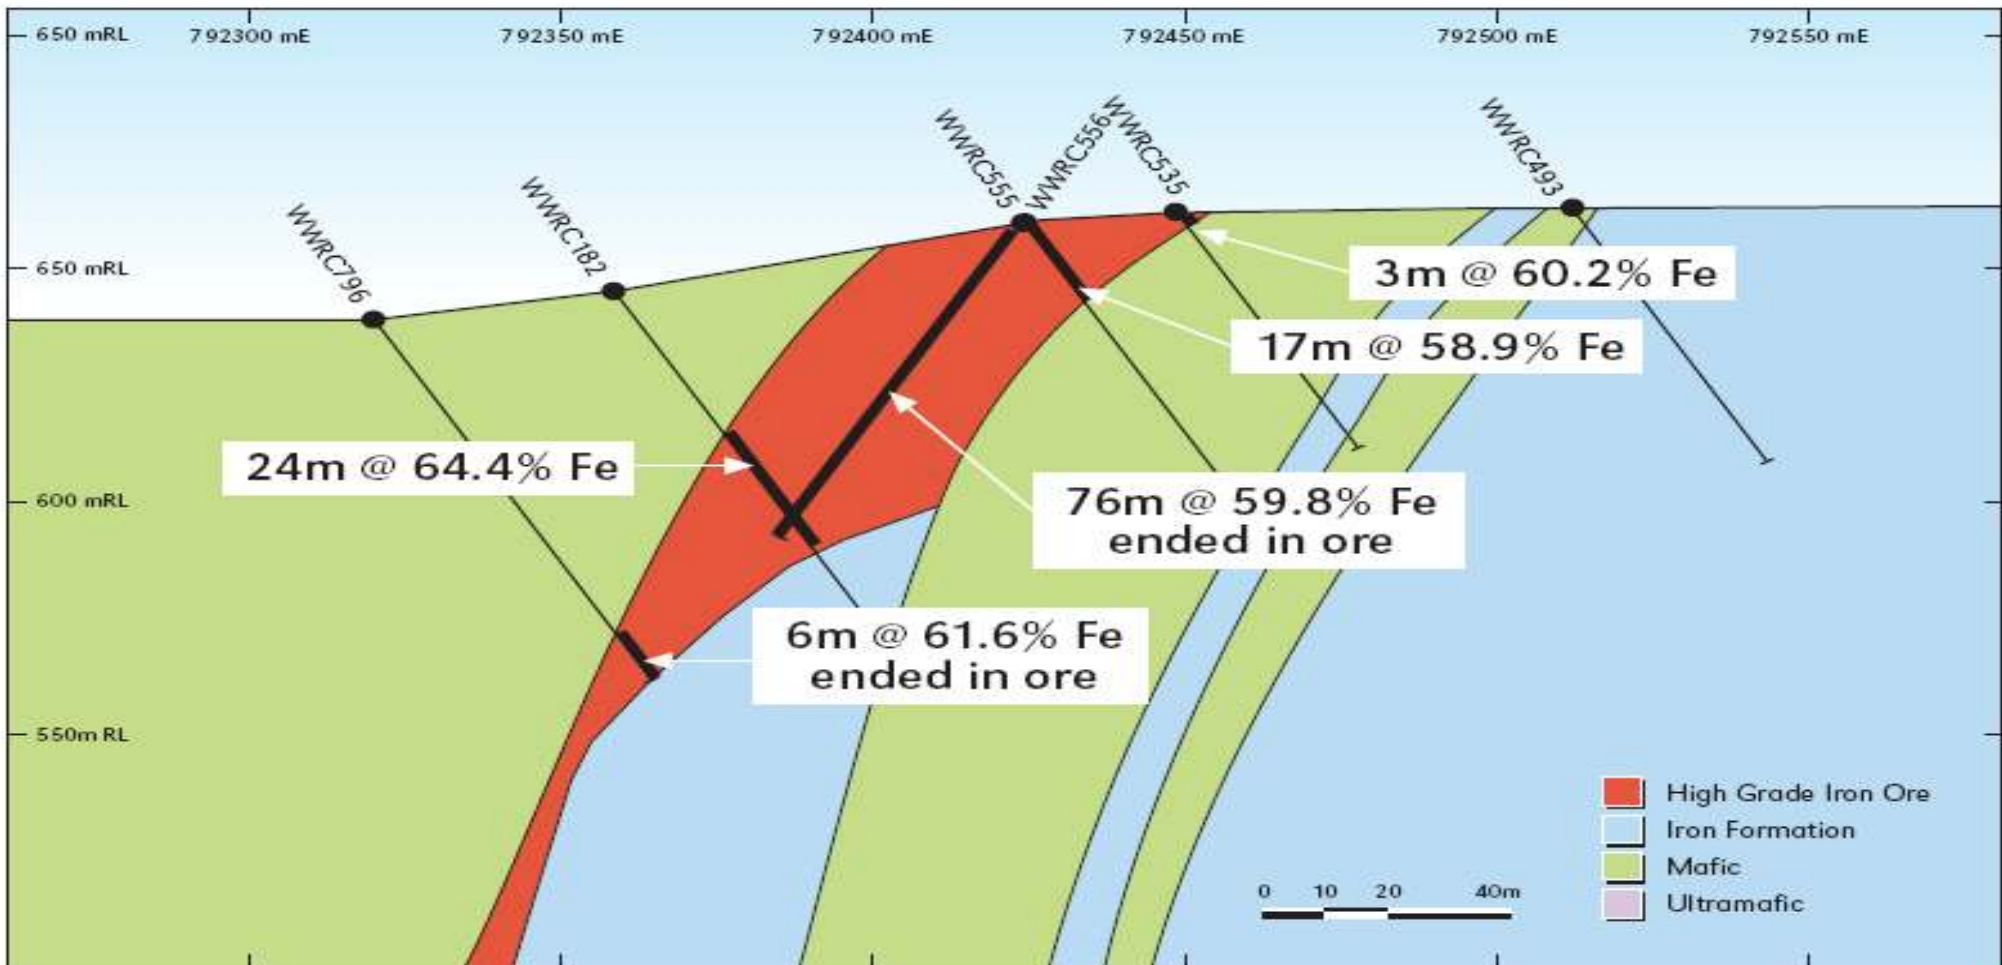 650 mRL
792300 mE
792350 mE
792400 mE
792450 mE
792500 mE
792550 mE
WWRC796
WWRC182
WWRC555
WWRC556
WWRC535
WWRC493
650 mRL
3m @ 60.2% Fe
17m @ 58.9% Fe
24m @ 64.4% Fe
600 mRL
76m @ 59.8% Fe
ended in ore
6m @ 61.6% Fe
ended in ore
550m RL
High Grade Iron Ore
Iron Formation
Mafic
Ultramafic
0 10 20 40m